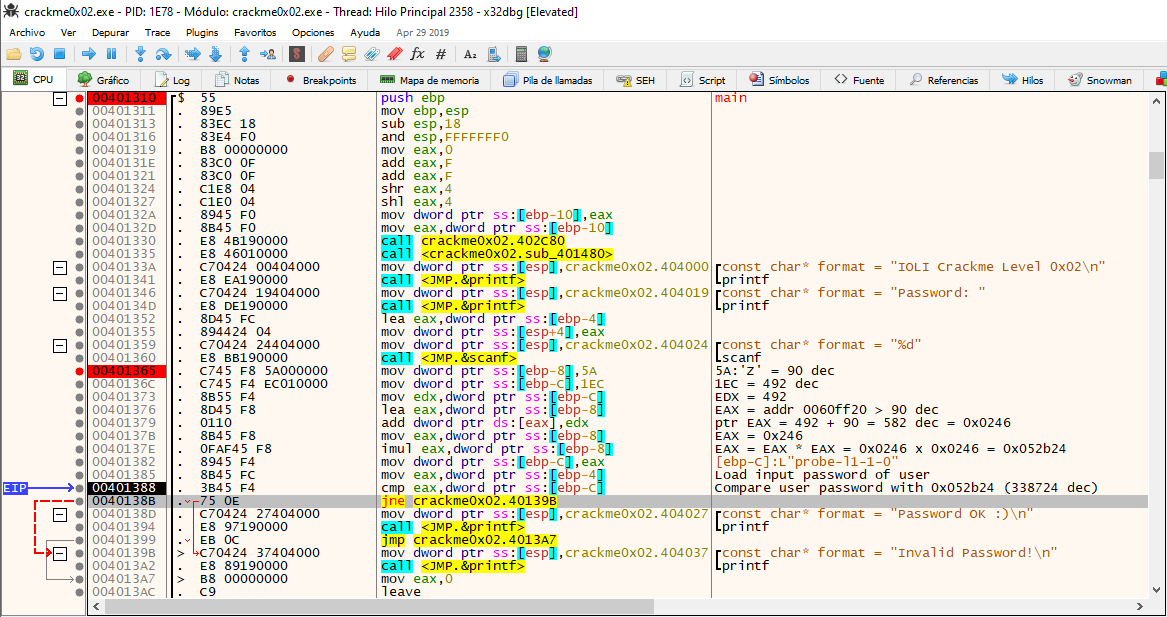 crackme0x02.exe - PID: 1E78 - Módulo: crackme0x02.exe - Thread: Hilo Principal 2358 - x32dbg [Elevated]
Archivo Ver Depurar Trace Plugins Favoritos Opciones Ayuda Apr 29 2019
CPU Gráfico Log Notas Breakpoints Mapa de memoria Pila de llamadas SEH Script Símbolos Fuente Referencias Hilos Snowman
00401310 $ 55 push ebp main
00401311 . 89E5 mov ebp,esp
00401313 . 83EC 18 sub esp,18
00401316 . 83E4 F0 and esp,FFFFFFF0
00401319 . B8 00000000 mov eax,0
0040131E . 83C0 0F add eax,F
00401321 . 83C0 0F add eax,F
00401324 . C1E8 04 shr eax,4
00401327 . C1E0 04 shl eax,4
0040132A . 8945 F0 mov dword ptr ss:[ebp-10],eax
0040132D . 8B45 F0 mov eax,dword ptr ss:[ebp-10]
00401330 . E8 4B190000 call crackme0x02.402C80
00401335 . E8 46010000 call <crackme0x02.sub_401480>
0040133A . C70424 00404000 mov dword ptr ss:[esp],crackme0x02.404000 const char* format = "IOLI Crackme Level 0x02\n"
00401341 . E8 EA190000 call <JMP.&printf> printf
00401346 . C70424 19404000 mov dword ptr ss:[esp],crackme0x02.404019 const char* format = "Password: "
0040134D . E8 DE190000 call <JMP.&printf> printf
00401352 . 8D45 FC lea eax,dword ptr ss:[ebp-4]
00401355 . 894424 04 mov dword ptr ss:[esp+4],eax
00401359 . C70424 24404000 mov dword ptr ss:[esp],crackme0x02.404024 const char* format = "%d"
00401360 . E8 BB190000 call <JMP.&scanf> scanf
00401365 . C745 F8 5A000000 mov dword ptr ss:[ebp-8],5A 5A:'Z' = 90 dec
0040136C . C745 F4 EC010000 mov dword ptr ss:[ebp-C],1EC 1EC = 492 dec
00401373 . 8B55 F4 mov edx,dword ptr ss:[ebp-C] EDX = 492
00401376 . 8D45 F8 lea eax,dword ptr ss:[ebp-8] EAX = addr 0060ff20 > 90 dec
00401379 . 0110 add dword ptr ds:[eax],edx ptr EAX = 492 + 90 = 582 dec = 0x0246
0040137B . 8B45 F8 mov eax,dword ptr ss:[ebp-8] EAX = 0x246
0040137E . 0FAF45 F8 imul eax,dword ptr ss:[ebp-8] EAX = EAX * EAX = 0x0246 x 0x0246 = 0x052b24
00401382 . 8945 F4 mov dword ptr ss:[ebp-C],eax [ebp-C]:L"probe-l1-1-0"
00401385 . 8B45 FC mov eax,dword ptr ss:[ebp-4] Load input password of user
EIP 00401388 . 3B45 F4 cmp eax,dword ptr ss:[ebp-C] Compare user password with 0x052b24 (338724 dec)
0040138B . 75 0E jne crackme0x02.40139B
0040138D . C70424 27404000 mov dword ptr ss:[esp],crackme0x02.404027 const char* format = "Password OK :)\n"
00401394 . E8 97190000 call <JMP.&printf> printf
00401399 . EB 0C jmp crackme0x02.4013A7
0040139B > C70424 37404000 mov dword ptr ss:[esp],crackme0x02.404037 const char* format = "Invalid Password!\n"
004013A2 . E8 89190000 call <JMP.&printf> printf
004013A7 > B8 00000000 mov eax,0
004013AC . C9 leave